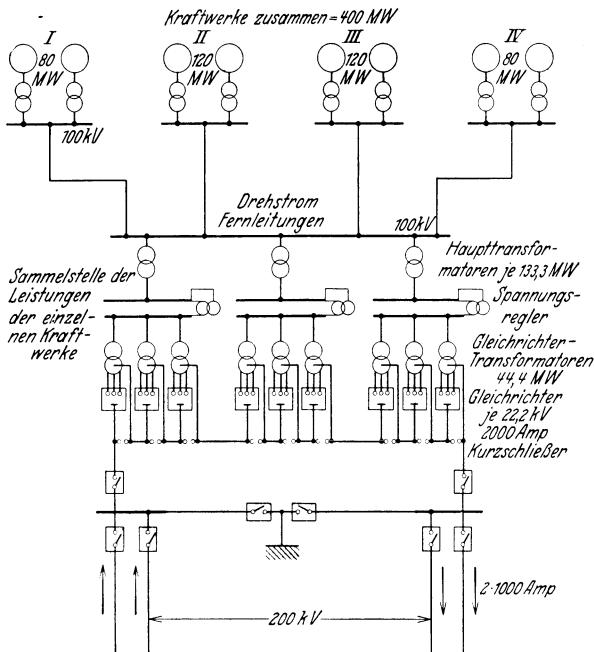 Kraftwerke zusammen = 400 MW
I
II
III
IV
80
MW
120
MW
120
MW
80
MW
100kV
Drehstrom
Fernleitungen
100kV
Haupttransfor-
matoren je 133,3 MW
Sammelstelle der
Leistungen
der einzel-
nen Kraft-
werke
Spannungs-
regler
Gleichrichter-
Transformatoren
44,4 MW
Gleichrichter
je 22,2 kV
2000 Amp
Kurzschließer
2·1000 Amp
200 kV